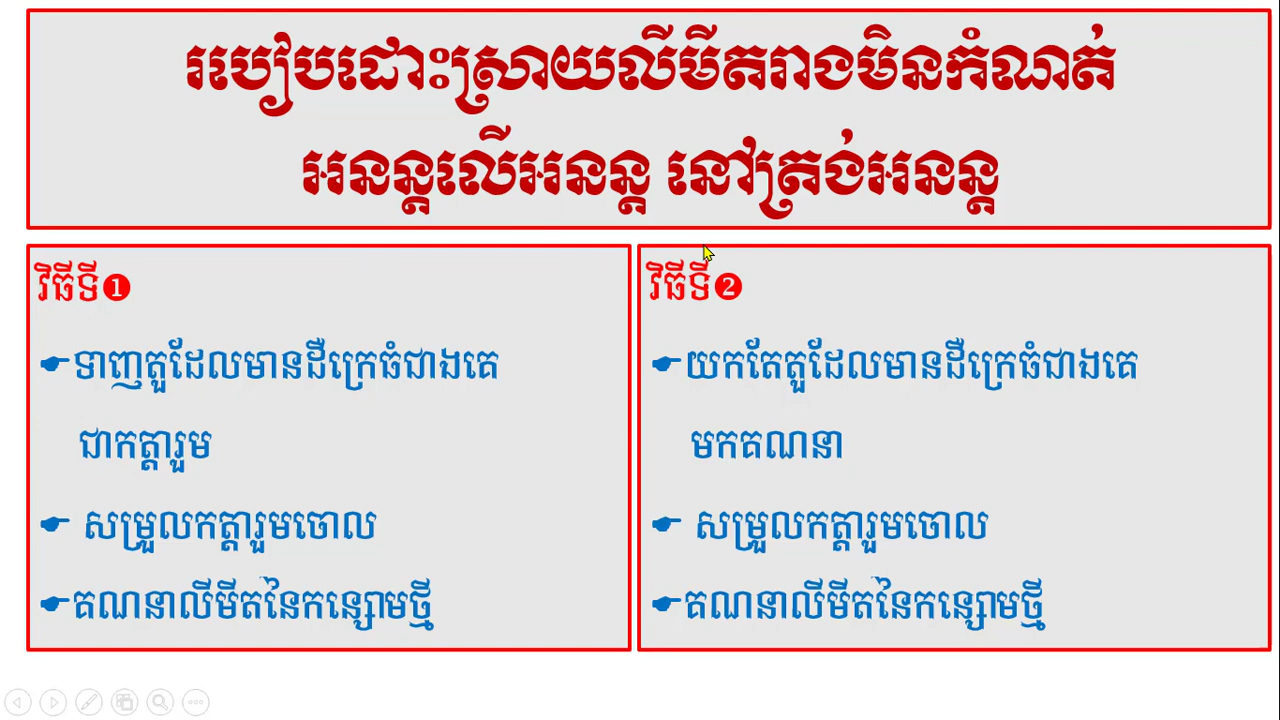 របៀបដោះស្រាយលីមីតរាងមិនកំណត់
អនន្តលើអនន្ត នៅត្រង់អនន្ត
វិធីទី❶
☛ទាញតួដែលមានដឺក្រេធំជាងគេ
ជាកត្តារួម
☛ សម្រួលកត្តារួមចោល
☛គណនាលីមីតនៃកន្សោមថ្មី
វិធីទី❷
☛យកតែតួដែលមានដឺក្រេធំជាងគេ
មកគណនា
☛ សម្រួលកត្តារួមចោល
☛គណនាលីមីតនៃកន្សោមថ្មី